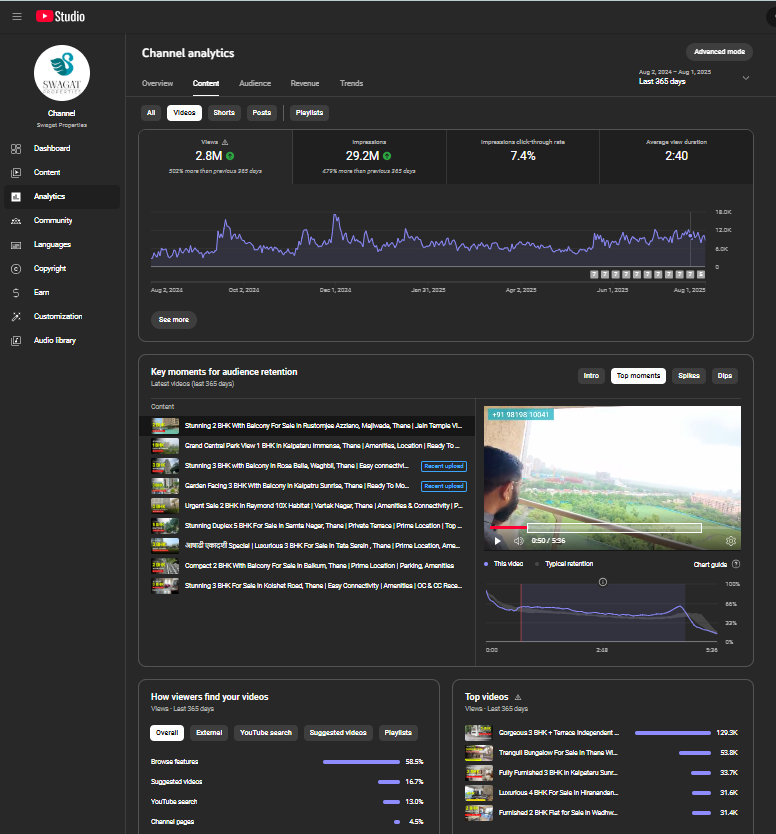 Studio
SWAGAT
PROPERTIES
Channel
Swagat Properties
Dashboard
Content
Analytics
Community
Languages
Copyright
Earn
Customization
Audio library
Channel analytics
Advanced mode
Overview
Content
Audience
Revenue
Trends
Aug 2, 2024 – Aug 1, 2025
Last 365 days
All
Videos
Shorts
Posts
Playlists
Views
2.8M
502% more than previous 365 days
Impressions
29.2M
479% more than previous 365 days
Impressions click-through rate
7.4%
Average view duration
2:40
18.0K
12.0K
6.0K
0
7 7 7 7 7 7 7 7 7 7 5
Aug 2, 2024
Oct 2, 2024
Dec 1, 2024
Jan 31, 2025
Apr 2, 2025
Jun 1, 2025
Aug 1, 2025
See more
Key moments for audience retention
Latest videos (last 365 days)
Intro
Top moments
Spikes
Dips
Content
Stunning 2 BHK With Balcony For Sale In Rustomjee Azziano, Majiwada, Thane | Jain Temple Vi...
Grand Central Park View 1 BHK In Kalpataru Immensa, Thane | Amenities, Location | Ready To ...
Stunning 3 BHK with Balcony In Rosa Bella, Waghbil, Thane | Easy connectivi...
Recent upload
Garden Facing 3 BHK With Balcony In Kalpatru Sunrise, Thane | Ready To Mo...
Recent upload
Urgent Sale 2 BHK In Raymond 10X Habitat | Vartak Nagar, Thane | Amenities & Connectivity | P...
Stunning Duplex 5 BHK For Sale In Samta Nagar, Thane | Private Terrace | Prime Location | Top ...
आषाढी एकादशी Special | Luxurious 3 BHK For Sale In Tata Serein , Thane | Prime Location, Ame...
Compact 2 BHK With Balcony For Sale In Balkum, Thane | Prime Location | Parking, Amenities
Stunning 3 BHK For Sale In Kolshet Road, Thane | Easy Connectivity | Amenities | OC & CC Rece...
+91 98198 10041
0:50 / 5:36
This video
Typical retention
Chart guide
100%
66%
33%
0%
0:00
2:48
5:36
How viewers find your videos
Views · Last 365 days
Overall
External
YouTube search
Suggested videos
Playlists
Browse features
58.5%
Suggested videos
16.7%
YouTube search
13.0%
Channel pages
4.5%
Top videos
Views · Last 365 days
Gorgeous 3 BHK + Terrace Independent ...
129.3K
Tranquil Bungalow For Sale In Thane Wi...
53.8K
Fully Furnished 3 BHK In Kalpataru Sunr...
33.7K
Luxurious 4 BHK For Sale In Hiranandan...
31.6K
Furnished 2 BHK Flat for Sale in Wadhw...
31.4K